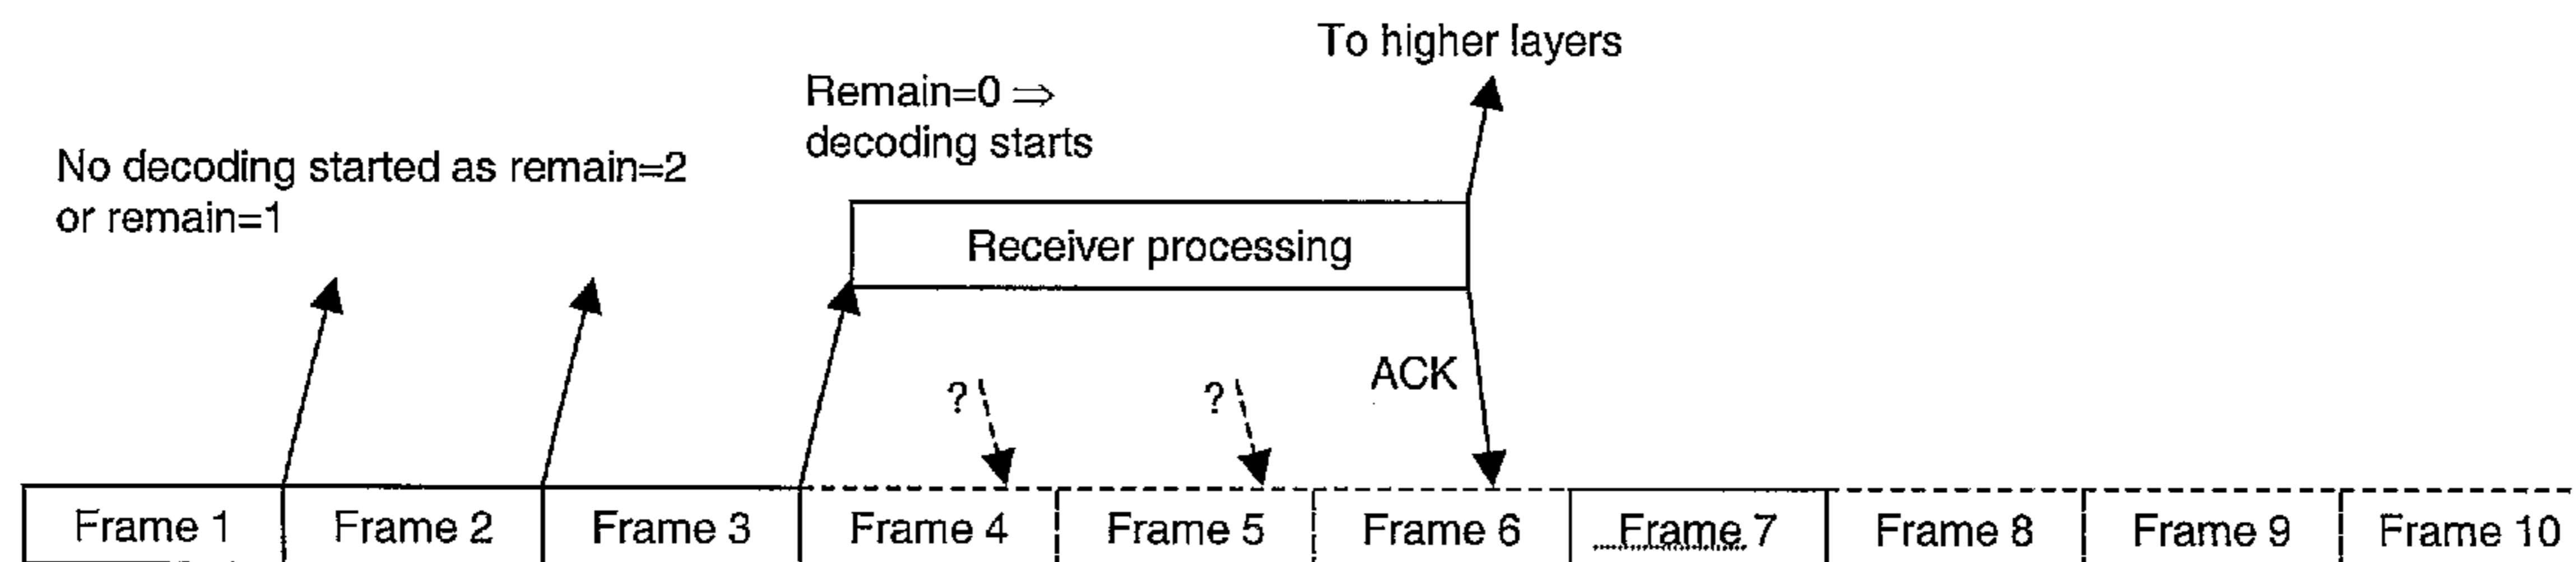 To higher layers
Remain=0 ⇒
decoding starts
No decoding started as remain=2
or remain=1
Receiver processing
ACK
?
?
Frame 1
Frame 2
Frame 3
Frame 4
Frame 5
Frame 6
Frame 7
Frame 8
Frame 9
Frame 10